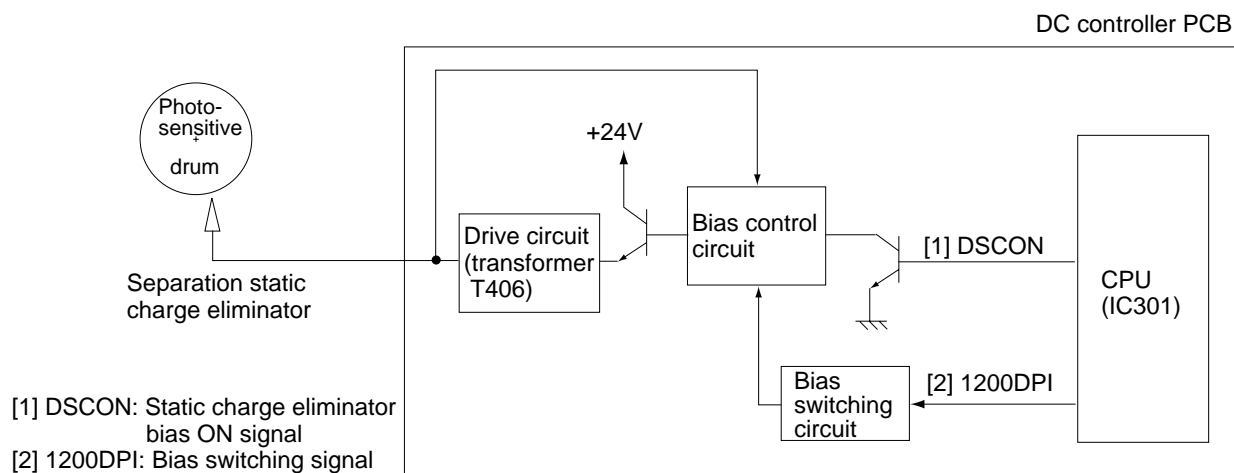 DC controller PCB
Photo-
sensitive
+
drum
+24V
Drive circuit
(transformer
T406)
Bias control
circuit
[1] DSCON
CPU
(IC301)
Separation static
charge eliminator
Bias
switching
circuit
[2] 1200DPI
[1] DSCON: Static charge eliminator
bias ON signal
[2] 1200DPI: Bias switching signal